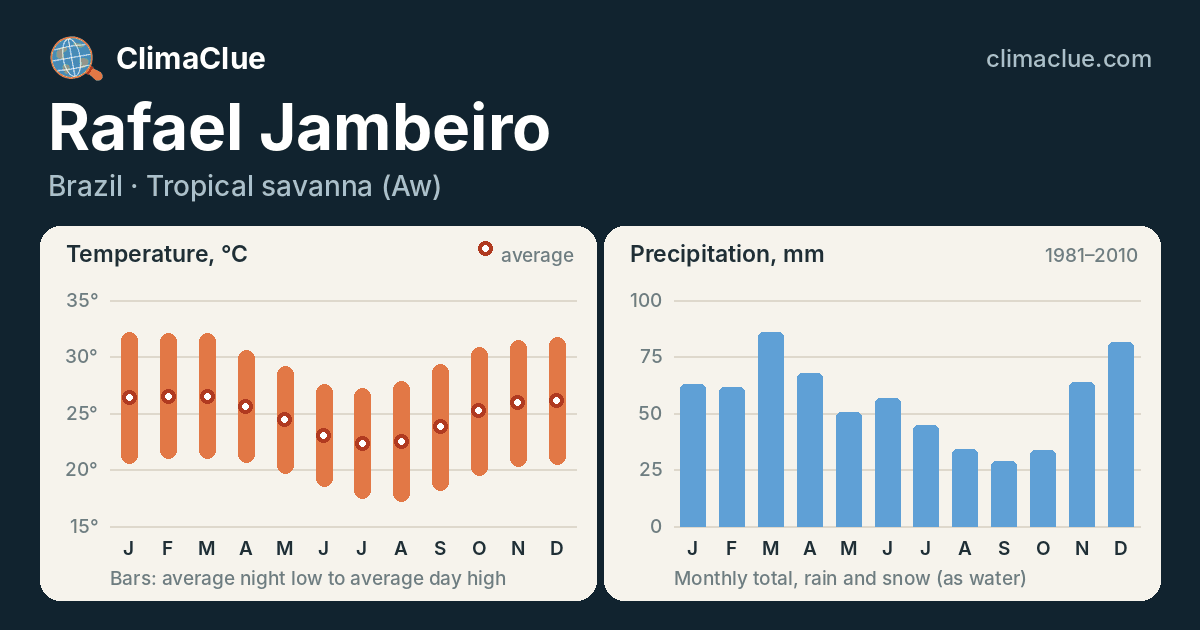 ClimaClue
climaclue.com
Rafael Jambeiro
Brazil · Tropical savanna (Aw)
Temperature, °C
average
35°
30°
25°
20°
15°
J F M A M J J A S O N D
Bars: average night low to average day high
Precipitation, mm
1981–2010
100
75
50
25
0
J F M A M J J A S O N D
Monthly total, rain and snow (as water)